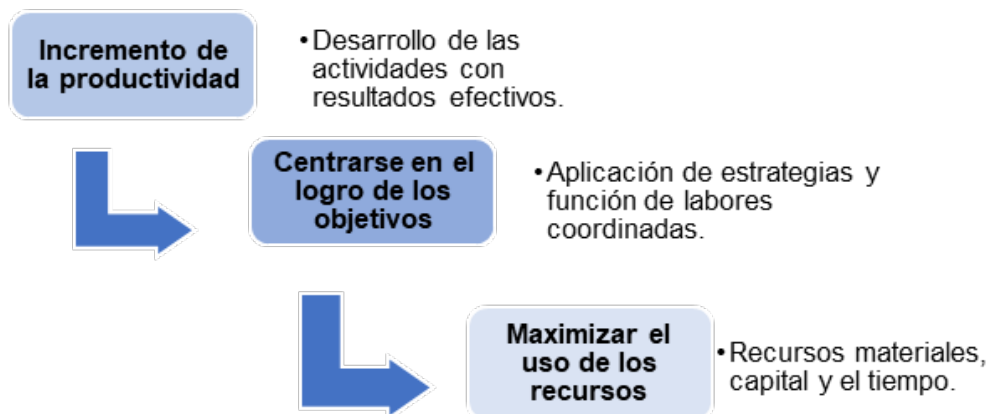 Incremento de
la productividad
•Desarrollo de las
actividades con
resultados efectivos.
Centrarse en el
logro de los
objetivos
•Aplicación de estrategias y
función de labores
coordinadas.
Maximizar el
uso de los
recursos
•Recursos materiales,
capital y el tiempo.